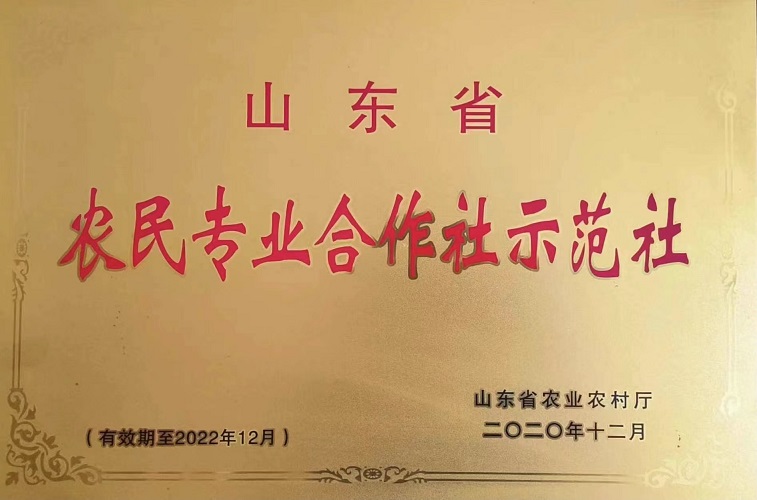 山东省
农民专业合作社示范社
山东省农业农村厅
（有效期至2022年12月）
二〇二〇年十二月